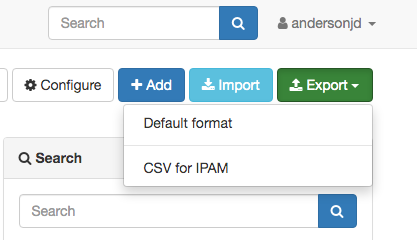 Search
andersonjd
Configure
Add
Import
Export
Default format
CSV for IPAM
Search
Search